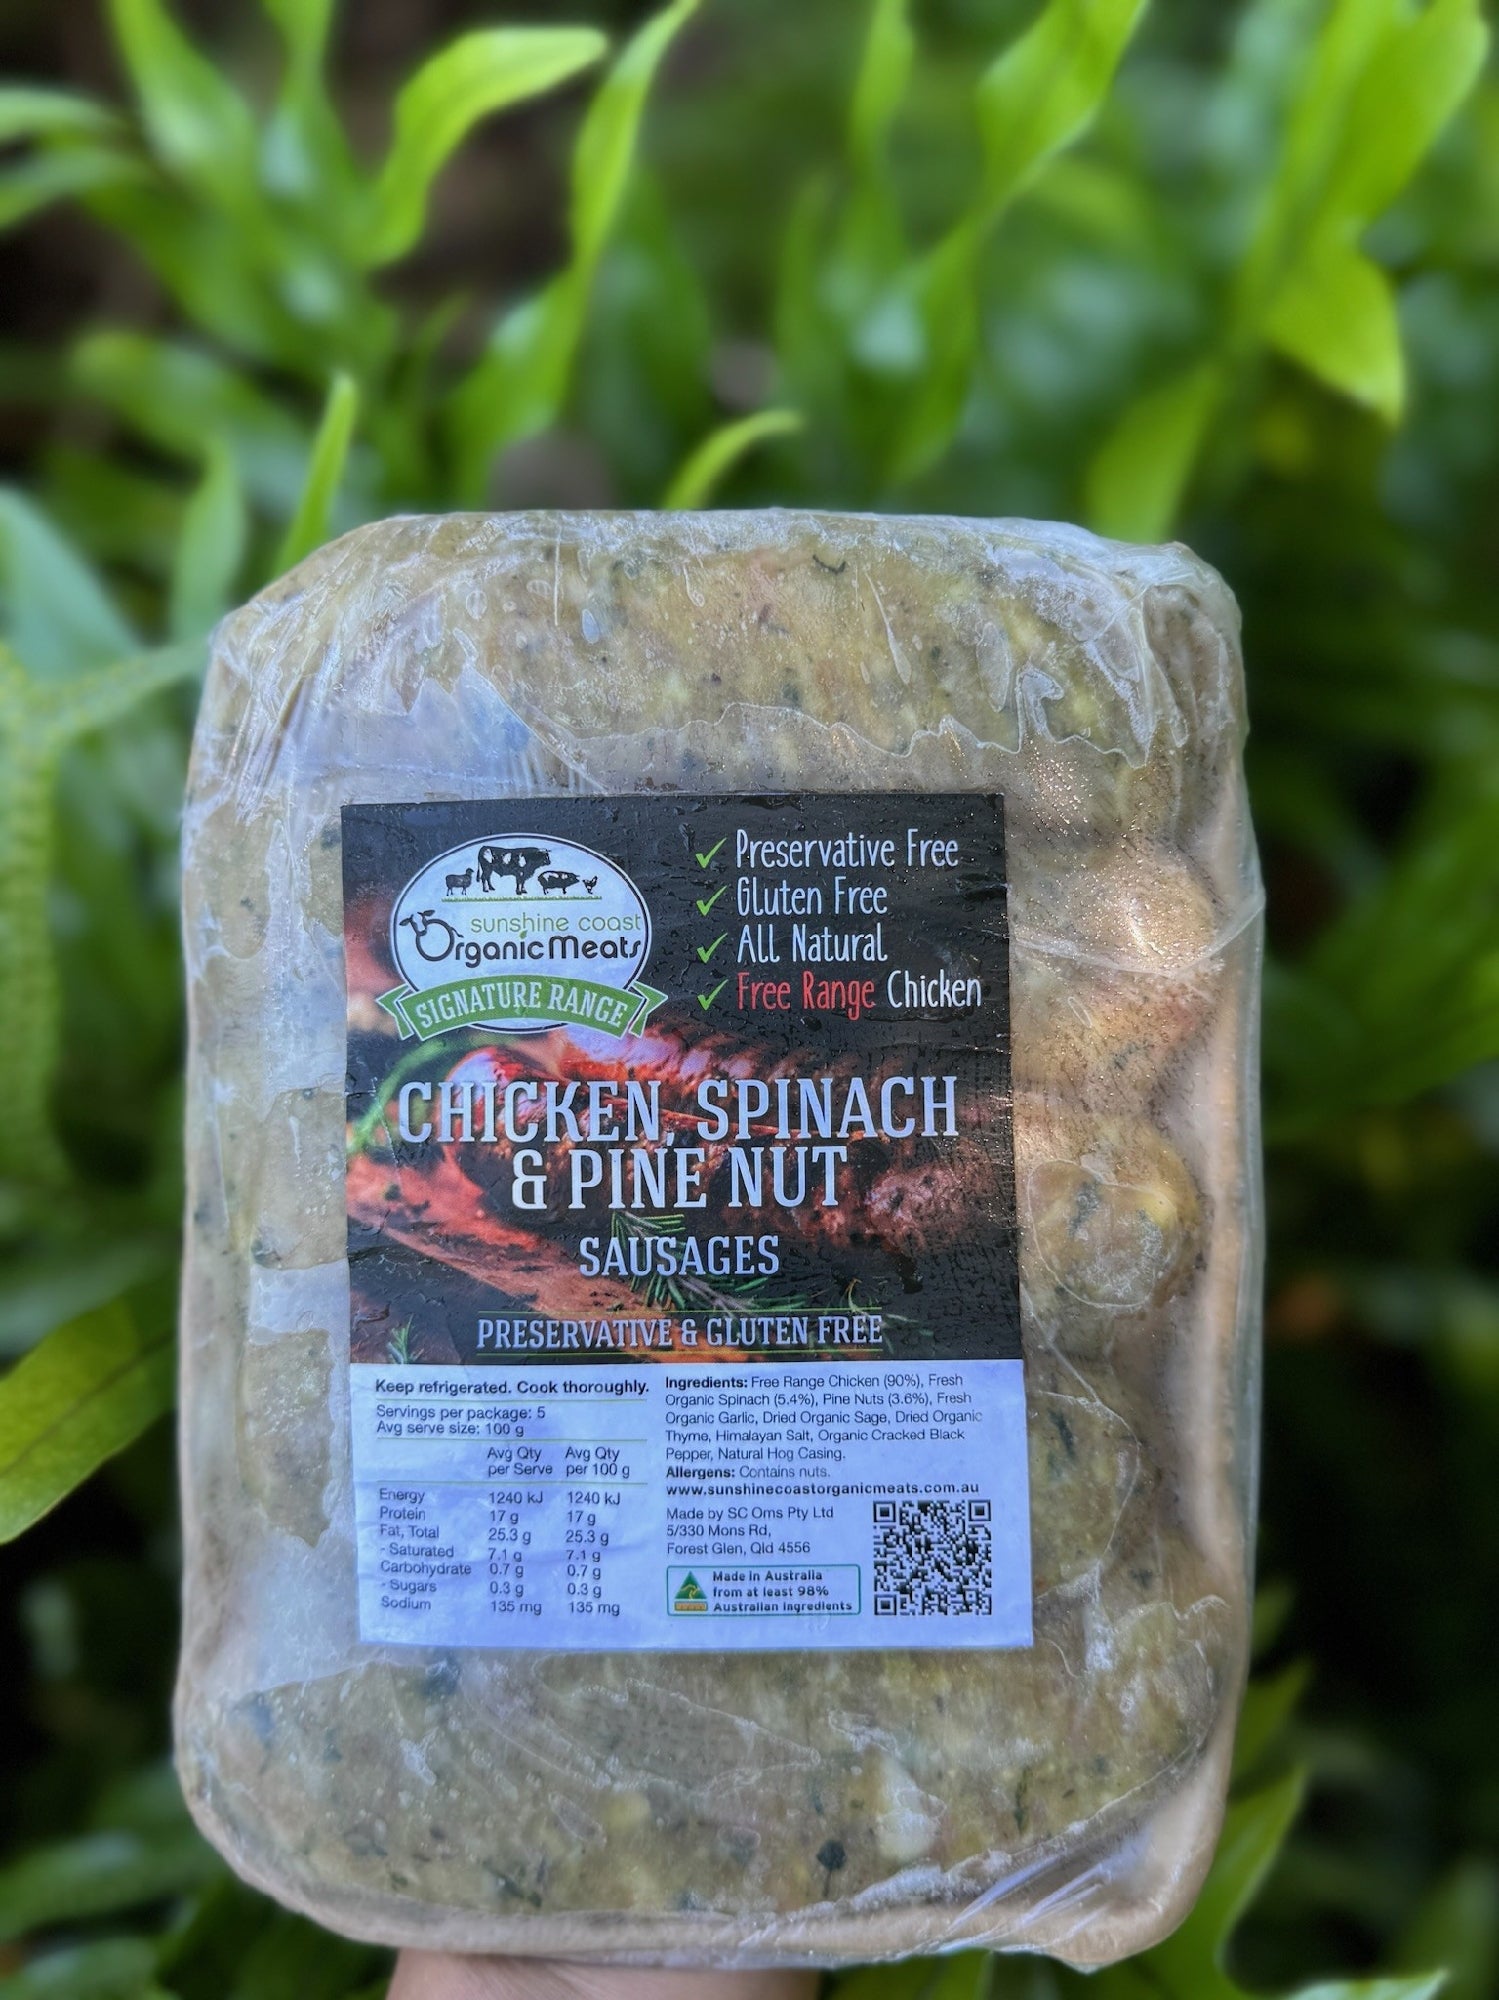 sunshine coast
OrganicMeats
SIGNATURE RANGE
Preservative Free
Gluten Free
All Natural
Free Range Chicken
CHICKEN, SPINACH
& PINE NUT
SAUSAGES
PRESERVATIVE & GLUTEN FREE
Keep refrigerated. Cook thoroughly.
Servings per package: 5
Avg serve size: 100 g
Avg Qty Avg Qty
per Serve per 100 g
Energy 1240 kJ 1240 kJ
Protein 17 g 17 g
Fat, Total 25.3 g 25.3 g
- Saturated 7.1 g 7.1 g
Carbohydrate 0.7 g 0.7 g
- Sugars 0.3 g 0.3 g
Sodium 135 mg 135 mg
Ingredients: Free Range Chicken (90%), Fresh
Organic Spinach (5.4%), Pine Nuts (3.6%), Fresh
Organic Garlic, Dried Organic Sage, Dried Organic
Thyme, Himalayan Salt, Organic Cracked Black
Pepper, Natural Hog Casing.
Allergens: Contains nuts.
www.sunshinecoastorganicmeats.com.au
Made by SC Oms Pty Ltd
5/330 Mons Rd,
Forest Glen, Qld 4556
Made in Australia
from at least 98%
Australian ingredients